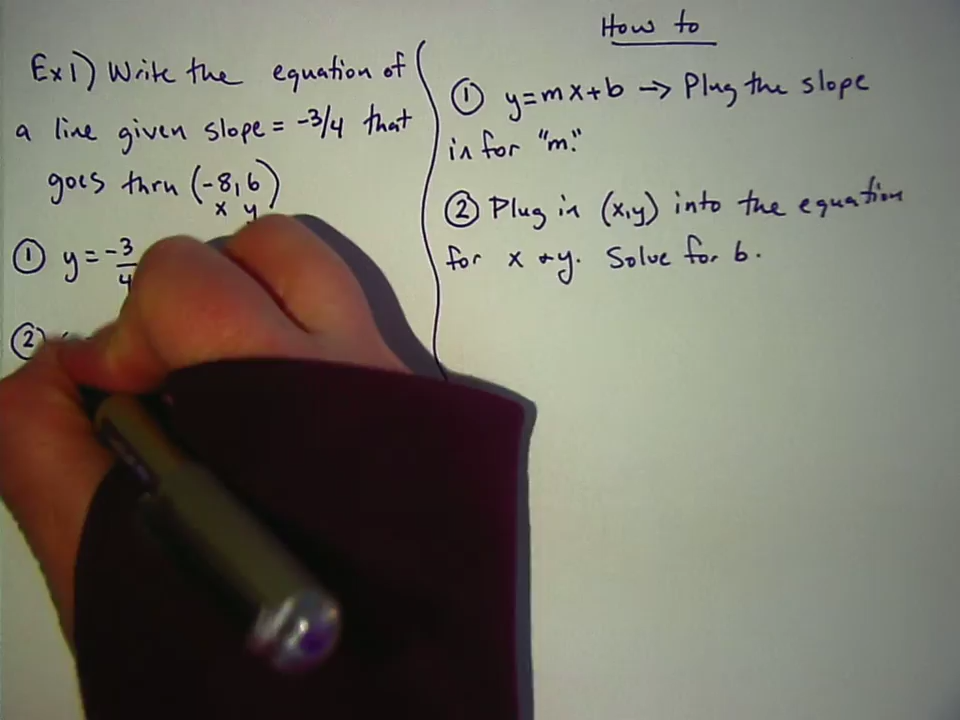 Ex1) Write the equation of
a line given slope = -3/4 that
goes thru (-8,6)
x y
① y = -3
4
②
How to
① y=mx+b → Plug the slope
in for "m."
② Plug in (x,y) into the equation
for x + y. Solve for b.